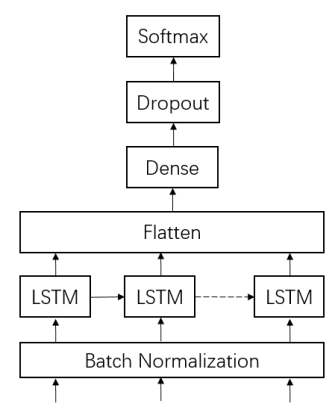 Softmax
Dropout
Dense
Flatten
LSTM LSTM LSTM
Batch Normalization